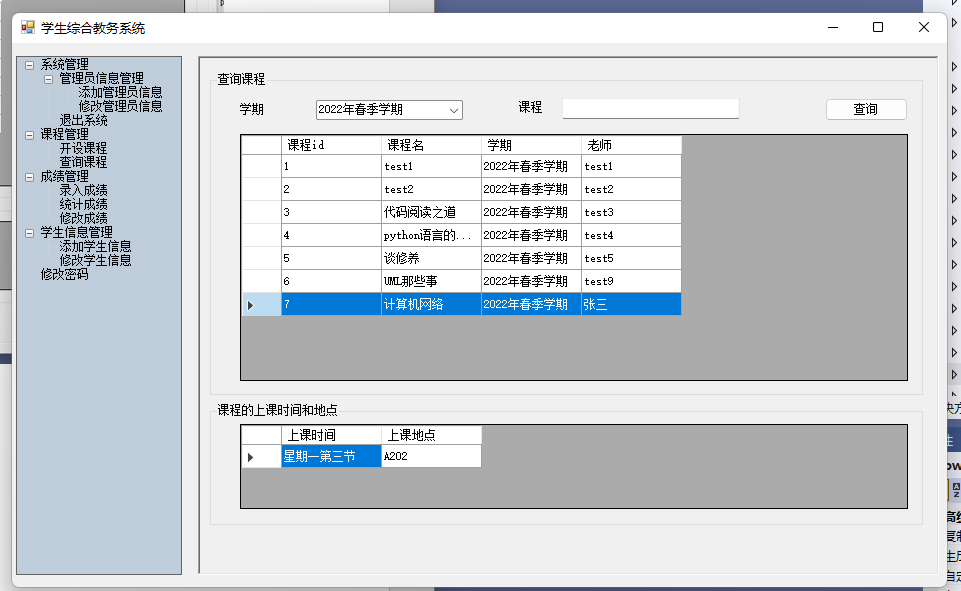 学生综合教务系统
系统管理
管理员信息管理
添加管理员信息
修改管理员信息
退出系统
课程管理
开设课程
查询课程
成绩管理
录入成绩
统计成绩
修改成绩
学生信息管理
添加学生信息
修改学生信息
修改密码
查询课程
学期 2022年春季学期 课程 查询
课程id 课程名 学期 老师
1 test1 2022年春季学期 test1
2 test2 2022年春季学期 test2
3 代码阅读之道 2022年春季学期 test3
4 python语言的... 2022年春季学期 test4
5 谈修养 2022年春季学期 test5
6 UML那些事 2022年春季学期 test9
7 计算机网络 2022年春季学期 张三
课程的上课时间和地点
上课时间 上课地点
星期一第三节 A202